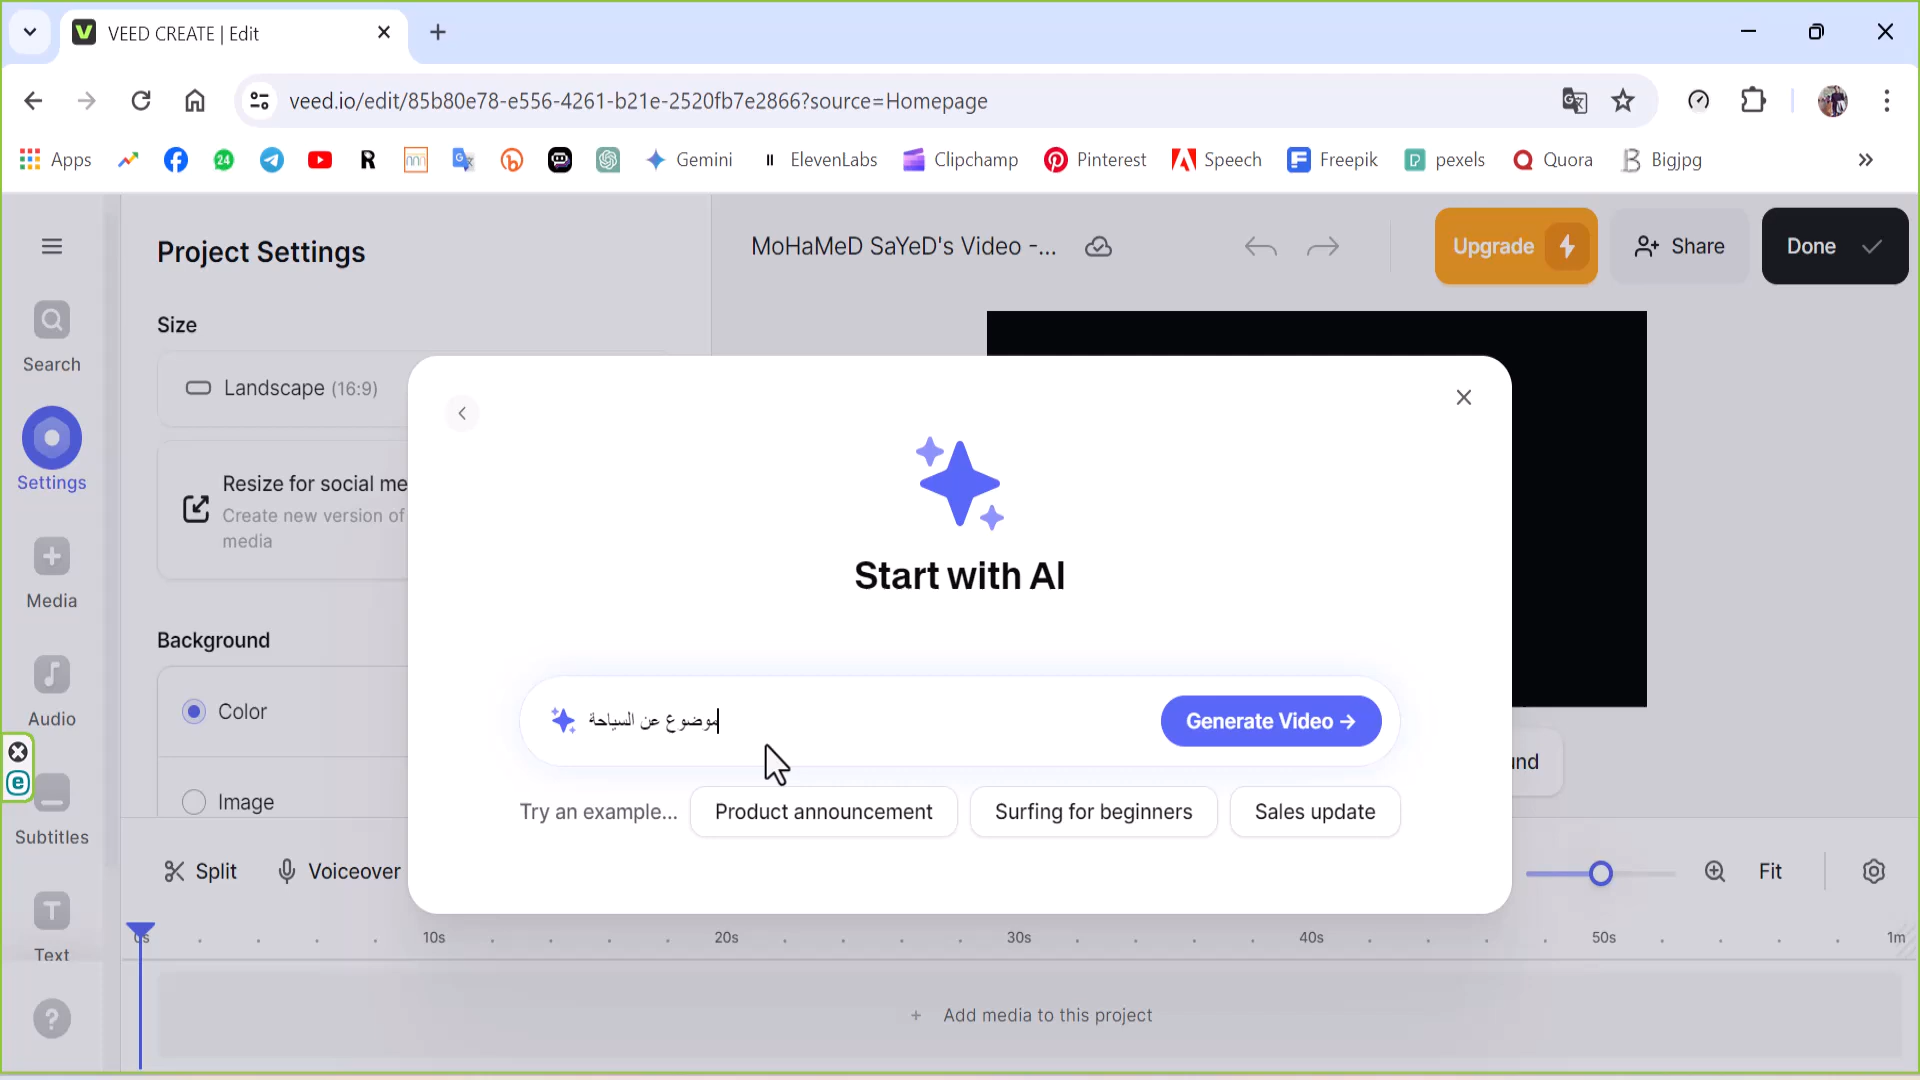 VEED CREATE | Edit
veed.io/edit/85b80e78-e556-4261-b21e-2520fb7e2866?source=Homepage
Apps
24
Gemini
ElevenLabs
Clipchamp
Pinterest
Speech
Freepik
pexels
Quora
Bigjpg
Project Settings
MoHaMeD SaYeD's Video -...
Upgrade
Share
Done
Size
Search
Landscape (16:9)
Settings
Resize for social me
Create new version of
media
Start with AI
Media
Background
Audio
Color
موضوع عن السياحة
Generate Video →
und
Image
Try an example...
Product announcement
Surfing for beginners
Sales update
Subtitles
Split
Voiceover
Fit
Text
0s
10s
20s
30s
40s
50s
1m
+ Add media to this project